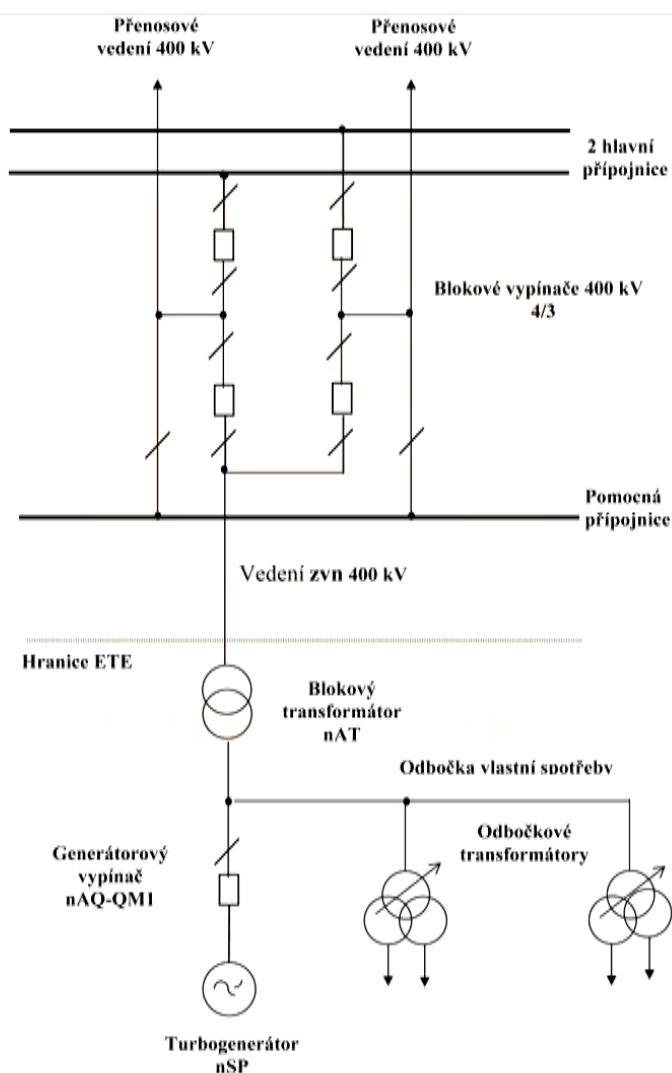 Přenosové
vedení 400 kV
Přenosové
vedení 400 kV
2 hlavní
přípojnice
Blokové vypínače 400 kV
4/3
Pomocná
přípojnice
Vedení zvn 400 kV
Hranice ETE
Blokový
transformátor
nAT
Odbočka vlastní spotřeby
Odbočkové
transformátory
Generátorový
vypínač
nAQ-QM1
Turbogenerátor
nSP